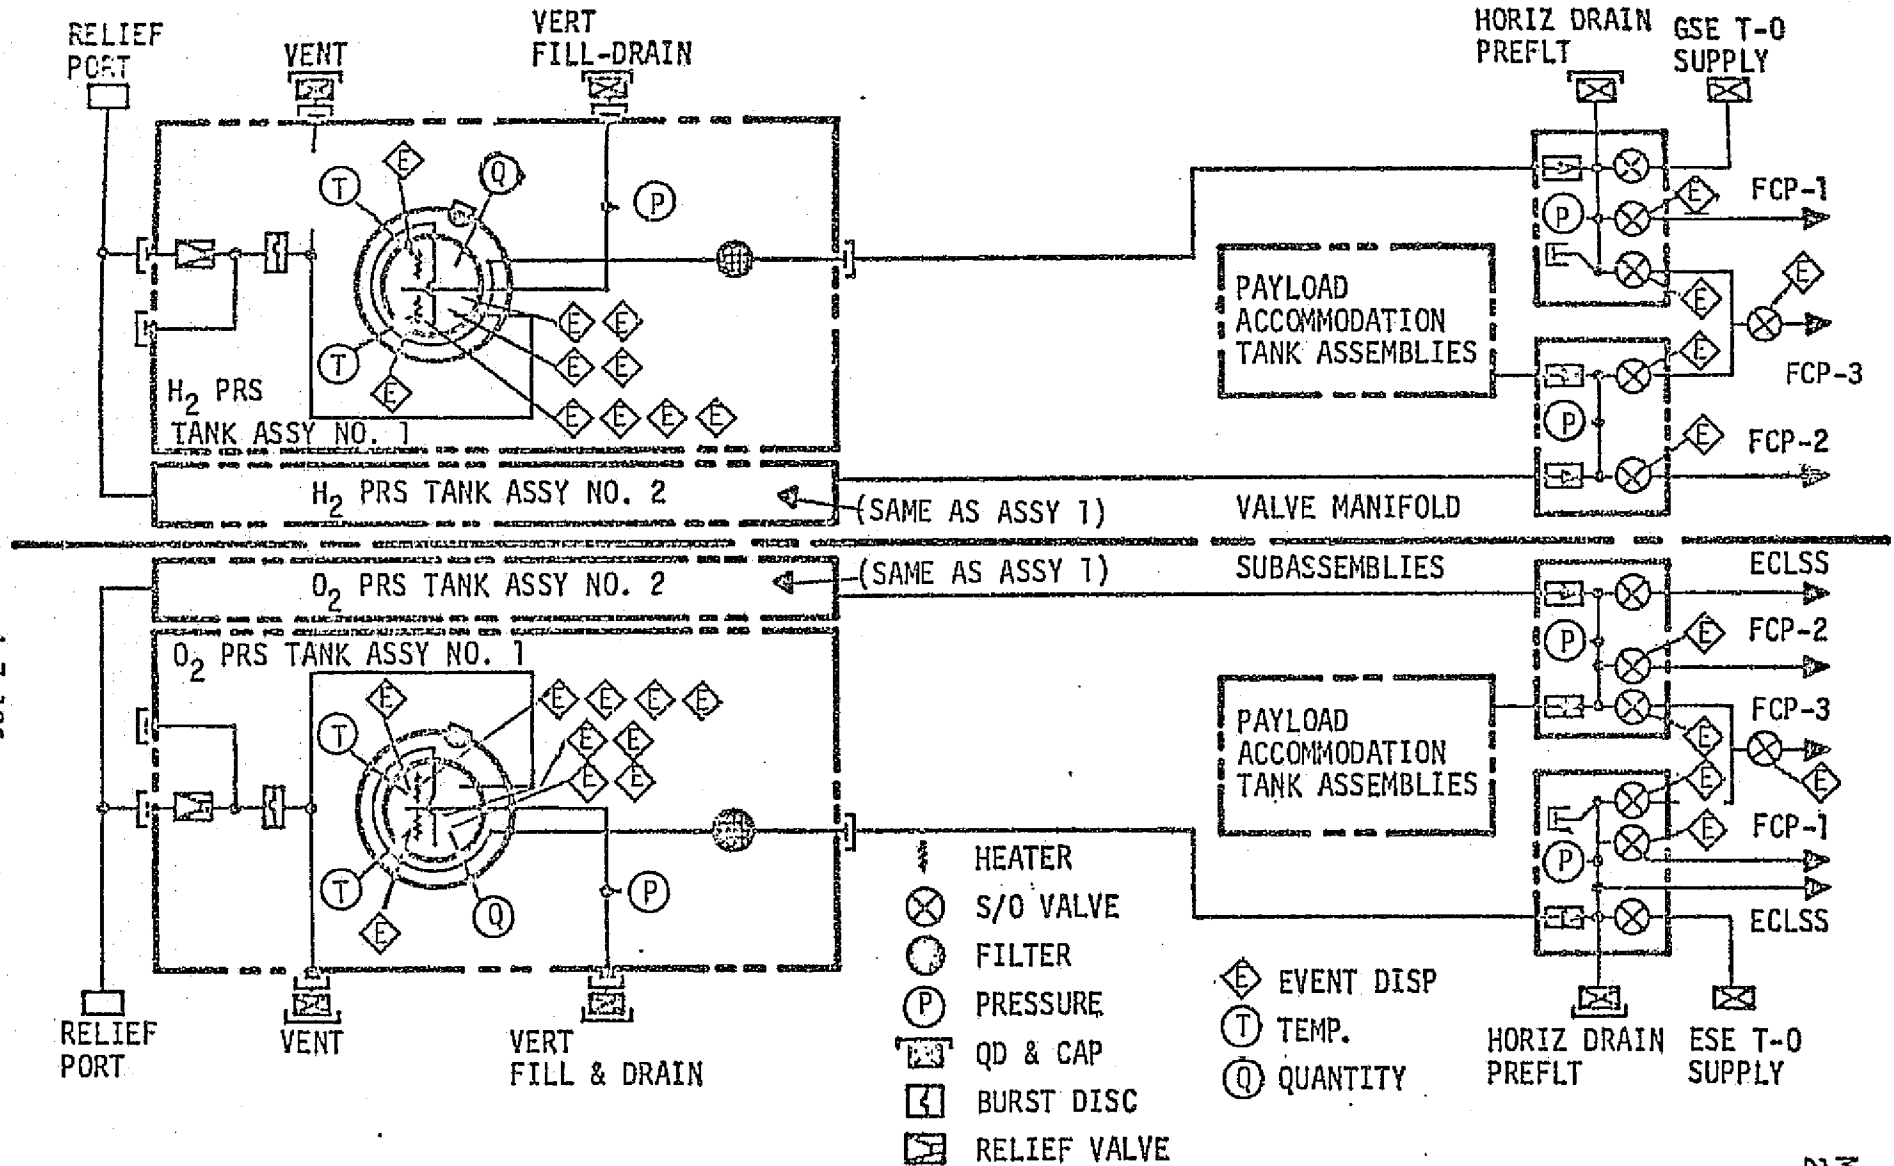 RELIEF
PORT
VENT
VERT
FILL-DRAIN
HORIZ DRAIN
PREFLT
GSE T-0
SUPPLY
E
T
Q
P
T
E
E E
E E
E E E E
H2 PRS
TANK ASSY NO. 1
PAYLOAD
ACCOMMODATION
TANK ASSEMBLIES
P
E
FCP-1
E
E
E
FCP-3
P
E
FCP-2
H2 PRS TANK ASSY NO. 2
(SAME AS ASSY 1)
VALVE MANIFOLD
O2 PRS TANK ASSY NO. 2
(SAME AS ASSY 1)
SUBASSEMBLIES
ECLSS
O2 PRS TANK ASSY NO. 1
P
E
FCP-2
E
E E E E
T
E E
E E
T
E
Q
P
PAYLOAD
ACCOMMODATION
TANK ASSEMBLIES
FCP-3
E
E
E
E
FCP-1
P
ECLSS
RELIEF
PORT
VENT
VERT
FILL & DRAIN
HEATER
S/O VALVE
FILTER
P PRESSURE
QD & CAP
BURST DISC
RELIEF VALVE
E EVENT DISP
T TEMP.
Q QUANTITY
HORIZ DRAIN
PREFLT
ESE T-0
SUPPLY